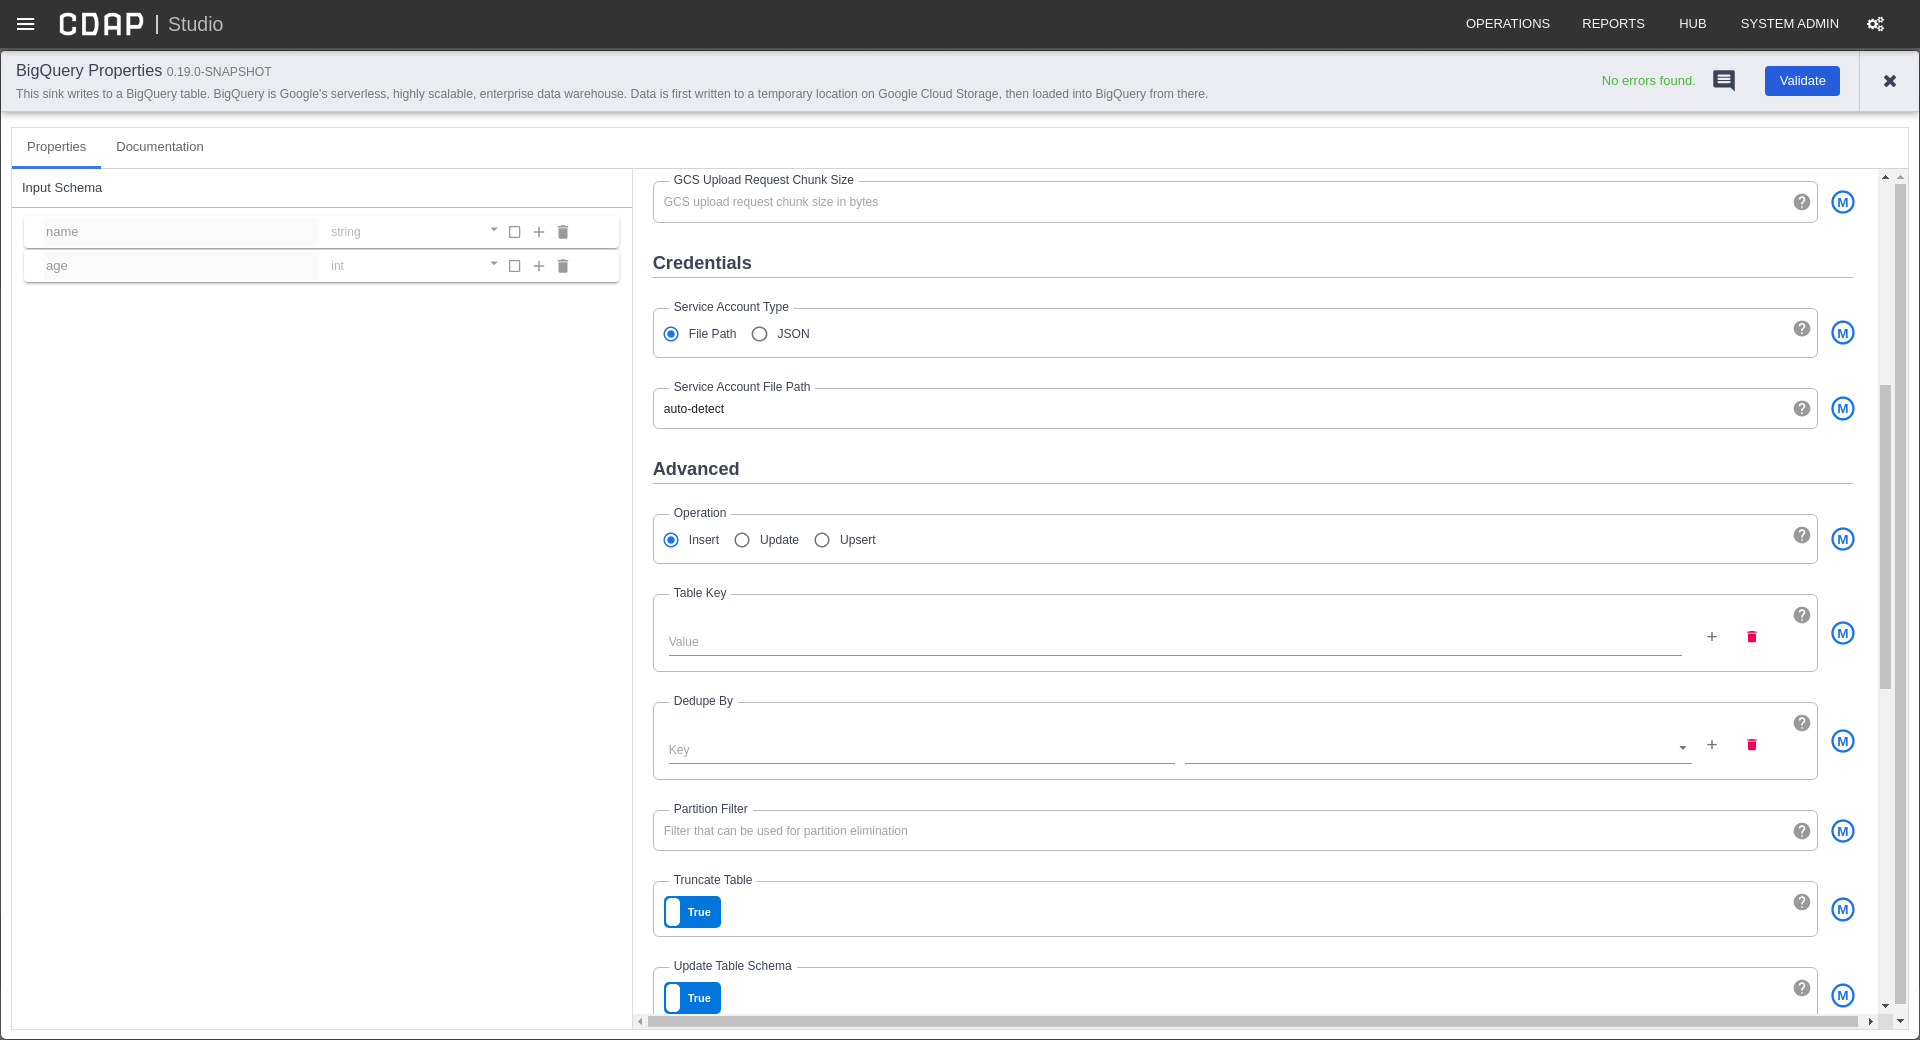 CDAP | Studio
OPERATIONS REPORTS HUB SYSTEM ADMIN
BigQuery Properties 0.19.0-SNAPSHOT
This sink writes to a BigQuery table. BigQuery is Google's serverless, highly scalable, enterprise data warehouse. Data is first written to a temporary location on Google Cloud Storage, then loaded into BigQuery from there.
No errors found.
Validate
Properties Documentation
Input Schema
name string
age int
GCS Upload Request Chunk Size
GCS upload request chunk size in bytes
M
Credentials
Service Account Type
File Path JSON
M
Service Account File Path
auto-detect
M
Advanced
Operation
Insert Update Upsert
M
Table Key
Value
M
Dedupe By
Key
M
Partition Filter
Filter that can be used for partition elimination
M
Truncate Table
True
M
Update Table Schema
True
M